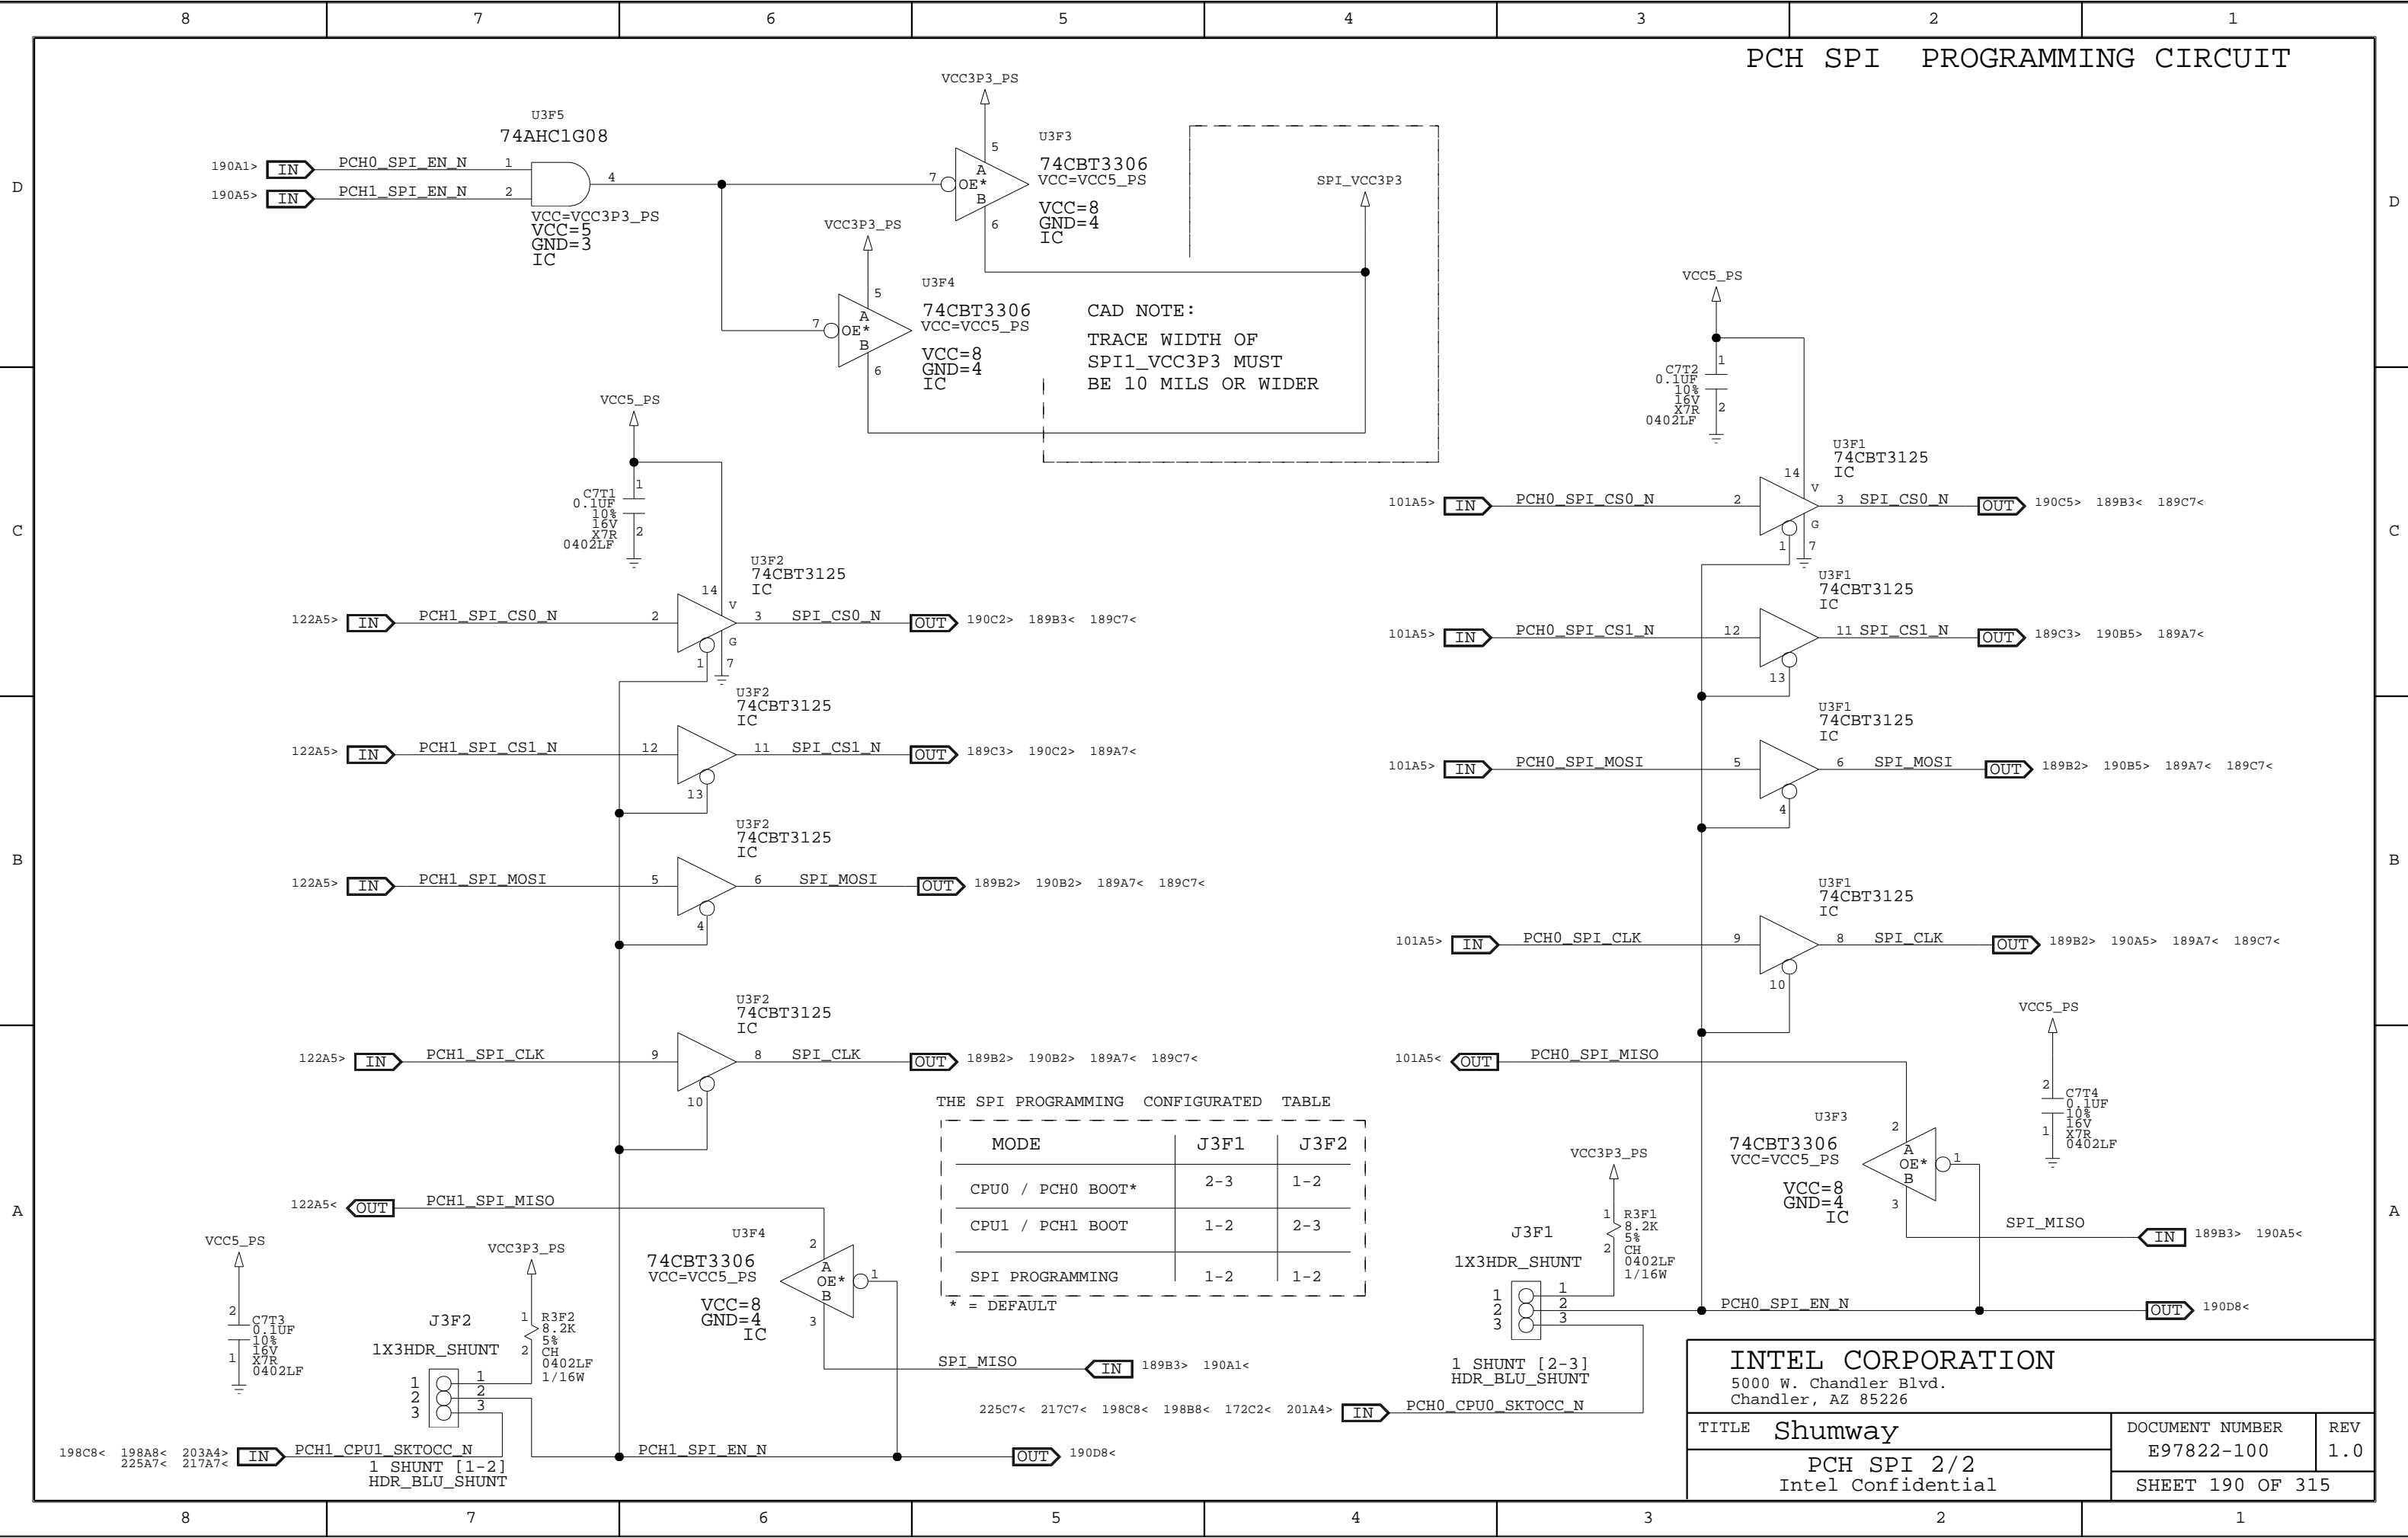 8 7 6 5 4 3 2 1
PCH SPI PROGRAMMING CIRCUIT
D
D
C
C
B
B
A
A
U3F5
74AHC1G08
190A1> IN PCH0_SPI_EN_N 1
190A5> IN PCH1_SPI_EN_N 2
4
VCC=VCC3P3_PS
VCC=5
GND=3
IC
VCC3P3_PS
5
U3F3
74CBT3306
VCC=VCC5_PS
VCC=8
GND=4
IC
7
A
OE*
B
6
VCC3P3_PS
5
U3F4
74CBT3306
VCC=VCC5_PS
VCC=8
GND=4
IC
7
A
OE*
B
6
SPI_VCC3P3
CAD NOTE:
TRACE WIDTH OF
SPI1_VCC3P3 MUST
BE 10 MILS OR WIDER
VCC5_PS
1
C7T1
0.1UF
10%
16V
X7R
0402LF
2
U3F2
74CBT3125
IC
14
V
122A5> IN PCH1_SPI_CS0_N 2
3 SPI_CS0_N OUT 190C2> 189B3< 189C7<
G
1 7
U3F2
74CBT3125
IC
122A5> IN PCH1_SPI_CS1_N 12
11 SPI_CS1_N OUT 189C3> 190C2> 189A7<
13
U3F2
74CBT3125
IC
122A5> IN PCH1_SPI_MOSI 5
6 SPI_MOSI OUT 189B2> 190B2> 189A7< 189C7<
4
U3F2
74CBT3125
IC
122A5> IN PCH1_SPI_CLK 9
8 SPI_CLK OUT 189B2> 190B2> 189A7< 189C7<
10
122A5< OUT PCH1_SPI_MISO
U3F4
74CBT3306
VCC=VCC5_PS
VCC=8
GND=4
IC
2
A
OE*
B
1
3
SPI_MISO IN 189B3> 190A1<
VCC5_PS
2
C7T3
0.1UF
10%
16V
X7R
0402LF
1
VCC3P3_PS
1
R3F2
8.2K
5%
CH
0402LF
1/16W
2
J3F2
1X3HDR_SHUNT
1 1
2 2
3 3
198C8< 198A8< 203A4>
225A7< 217A7<
IN PCH1_CPU1_SKTOCC_N
1 SHUNT [1-2]
HDR_BLU_SHUNT
PCH1_SPI_EN_N OUT 190D8<
THE SPI PROGRAMMING CONFIGURATED TABLE
MODE J3F1 J3F2
CPU0 / PCH0 BOOT* 2-3 1-2
CPU1 / PCH1 BOOT 1-2 2-3
SPI PROGRAMMING 1-2 1-2
* = DEFAULT
VCC5_PS
1
C7T2
0.1UF
10%
16V
X7R
0402LF
2
U3F1
74CBT3125
IC
14
V
101A5> IN PCH0_SPI_CS0_N 2
3 SPI_CS0_N OUT 190C5> 189B3< 189C7<
G
1 7
U3F1
74CBT3125
IC
101A5> IN PCH0_SPI_CS1_N 12
11 SPI_CS1_N OUT 189C3> 190B5> 189A7<
13
U3F1
74CBT3125
IC
101A5> IN PCH0_SPI_MOSI 5
6 SPI_MOSI OUT 189B2> 190B5> 189A7< 189C7<
4
U3F1
74CBT3125
IC
101A5> IN PCH0_SPI_CLK 9
8 SPI_CLK OUT 189B2> 190A5> 189A7< 189C7<
10
101A5< OUT PCH0_SPI_MISO
VCC5_PS
2
C7T4
0.1UF
10%
16V
X7R
0402LF
1
U3F3
74CBT3306
VCC=VCC5_PS
VCC=8
GND=4
IC
2
A
OE*
B
1
3
SPI_MISO IN 189B3> 190A5<
VCC3P3_PS
1
R3F1
8.2K
5%
CH
0402LF
1/16W
2
J3F1
1X3HDR_SHUNT
1 1
2 2
3 3
PCH0_SPI_EN_N OUT 190D8<
1 SHUNT [2-3]
HDR_BLU_SHUNT
225C7< 217C7< 198C8< 198B8< 172C2< 201A4> IN PCH0_CPU0_SKTOCC_N
INTEL CORPORATION
5000 W. Chandler Blvd.
Chandler, AZ 85226
TITLE Shumway
DOCUMENT NUMBER
E97822-100
REV
1.0
PCH SPI 2/2
Intel Confidential
SHEET 190 OF 315
8 7 6 5 4 3 2 1